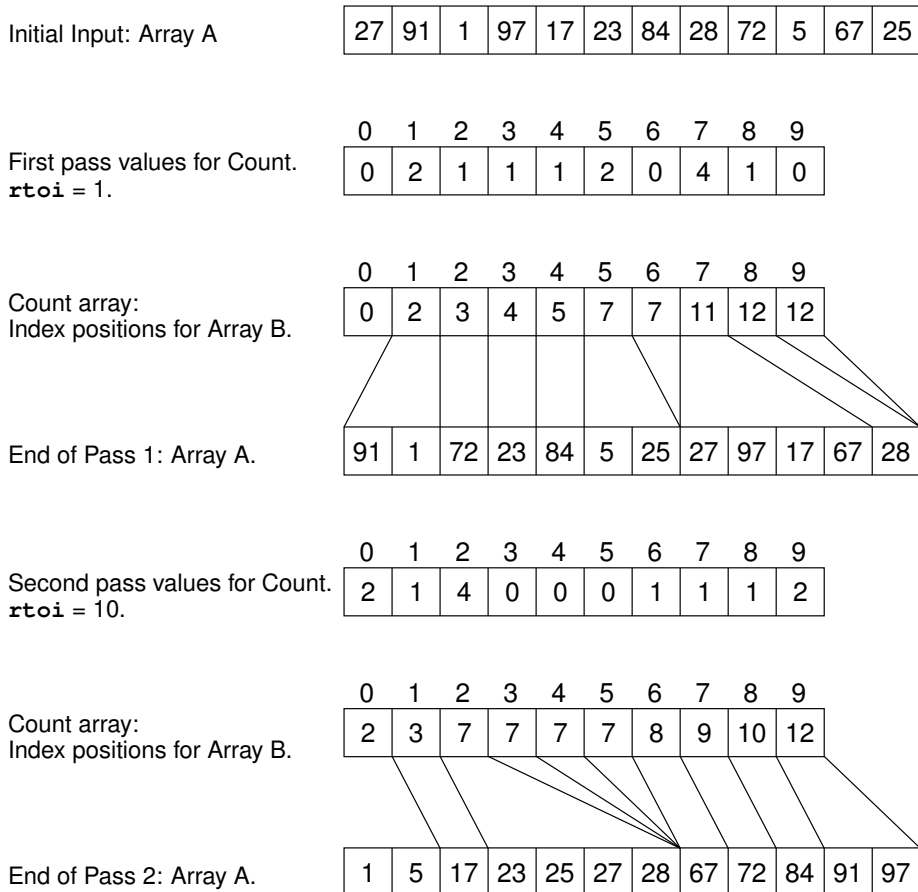 Initial Input: Array A
27 91 1 97 17 23 84 28 72 5 67 25
0 1 2 3 4 5 6 7 8 9
First pass values for Count.
rtoi = 1.
0 2 1 1 1 2 0 4 1 0
0 1 2 3 4 5 6 7 8 9
Count array:
Index positions for Array B.
0 2 3 4 5 7 7 11 12 12
End of Pass 1: Array A.
91 1 72 23 84 5 25 27 97 17 67 28
0 1 2 3 4 5 6 7 8 9
Second pass values for Count.
rtoi = 10.
2 1 4 0 0 0 1 1 1 2
0 1 2 3 4 5 6 7 8 9
Count array:
Index positions for Array B.
2 3 7 7 7 7 8 9 10 12
End of Pass 2: Array A.
1 5 17 23 25 27 28 67 72 84 91 97